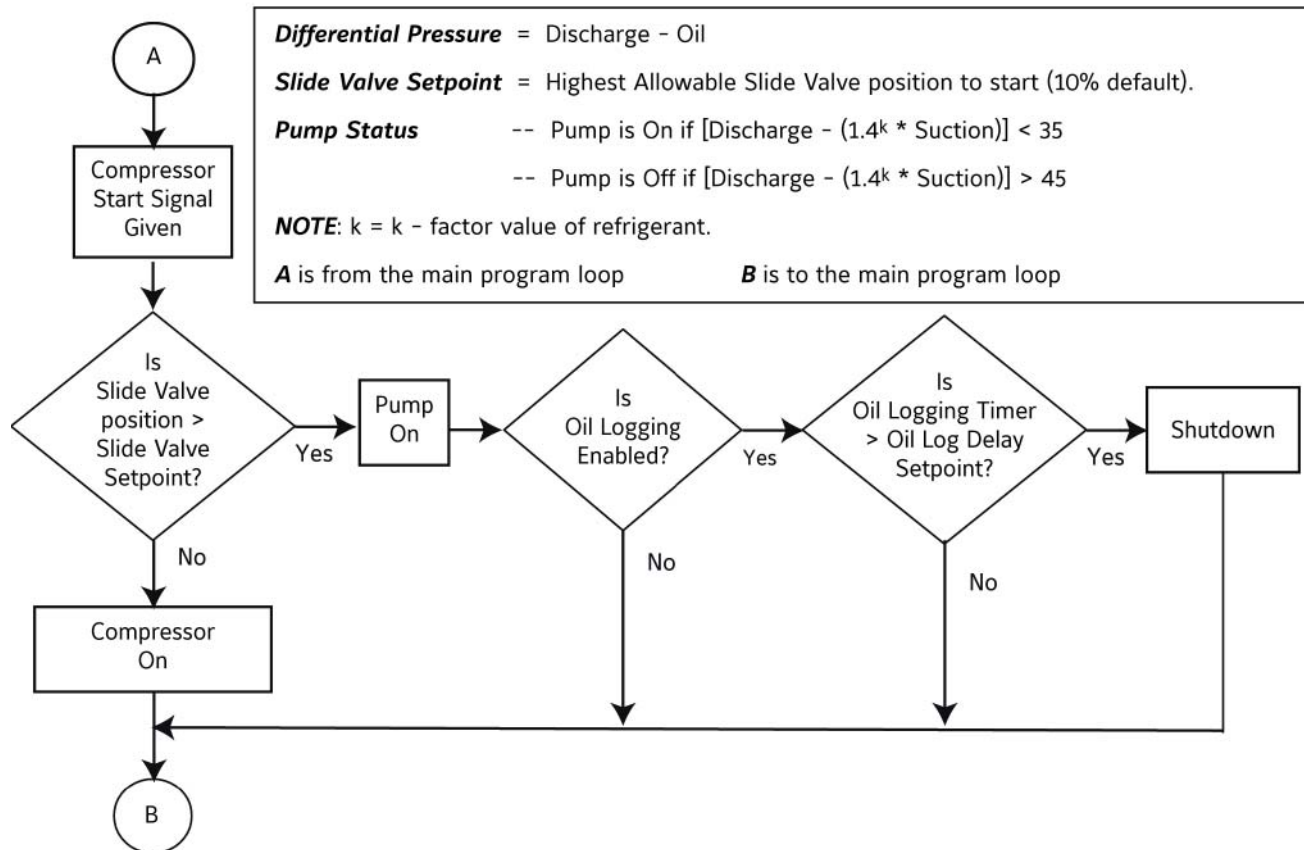 A
Differential Pressure = Discharge - Oil
Slide Valve Setpoint = Highest Allowable Slide Valve position to start (10% default).
Pump Status -- Pump is On if [Discharge - (1.4ᵏ * Suction)] < 35
-- Pump is Off if [Discharge - (1.4ᵏ * Suction)] > 45
NOTE: k = k - factor value of refrigerant.
A is from the main program loop B is to the main program loop
Compressor
Start Signal
Given
Is
Slide Valve
position >
Slide Valve
Setpoint?
Yes
No
Pump
On
Is
Oil Logging
Enabled?
Yes
No
Is
Oil Logging Timer
> Oil Log Delay
Setpoint?
Yes
No
Shutdown
Compressor
On
B